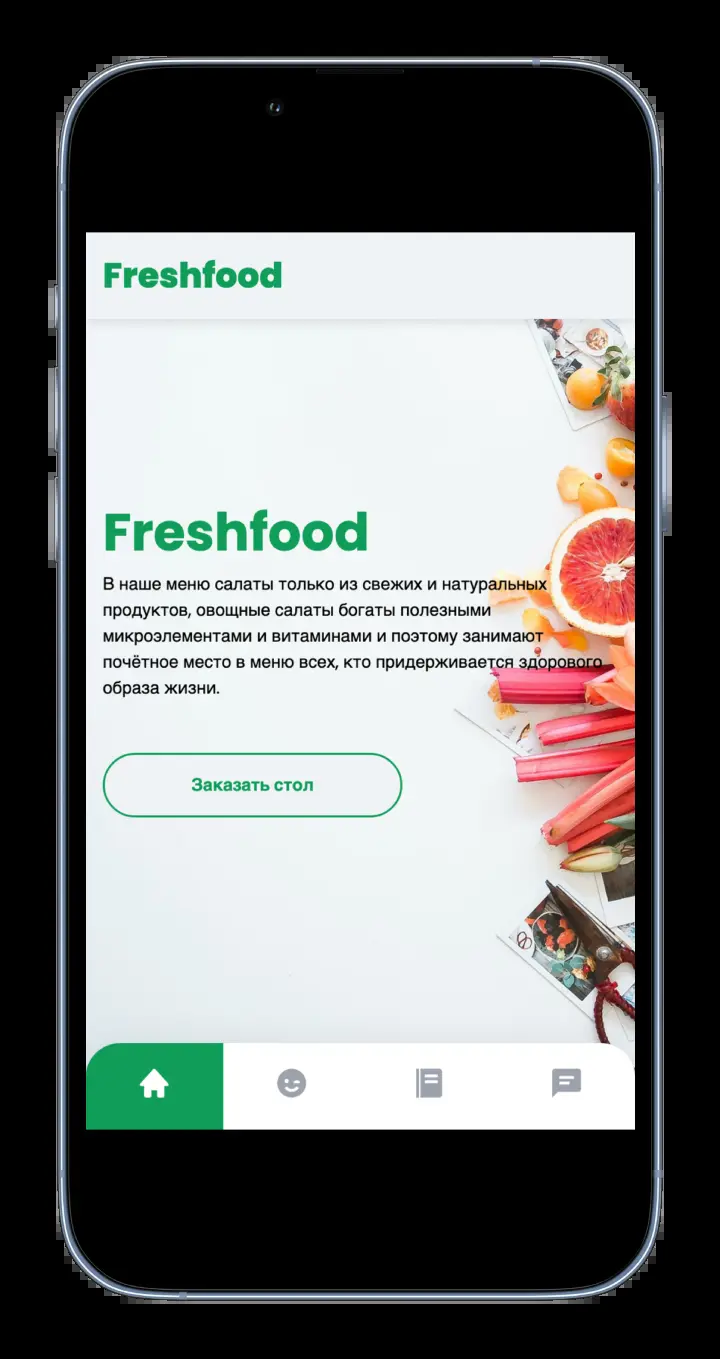 Freshfood
Freshfood
В наше меню салаты только из свежих и натуральных
продуктов, овощные салаты богаты полезными
микроэлементами и витаминами и поэтому занимают
почётное место в меню всех, кто придерживается здорового
образа жизни.
Заказать стол